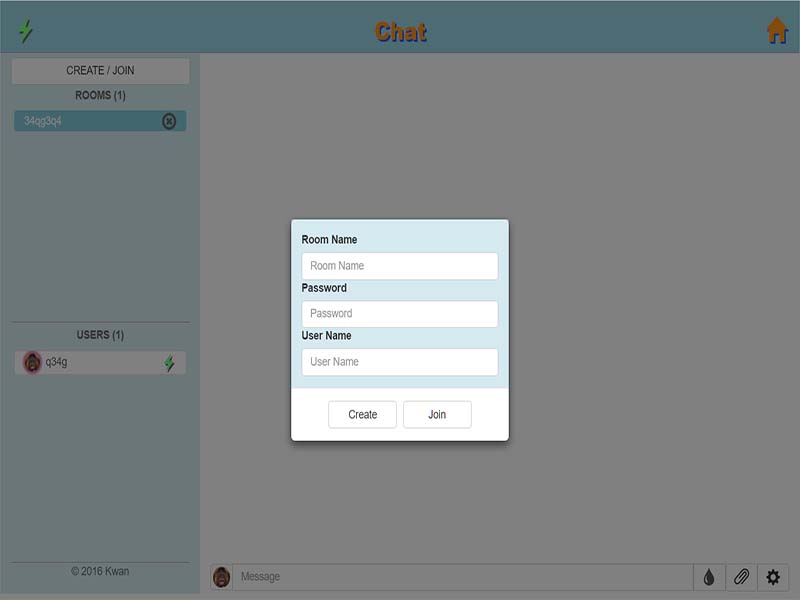 Chat
CREATE / JOIN
ROOMS (1)
34qg3q4
USERS (1)
q34g
© 2016 Kwan
Room Name
Room Name
Password
Password
User Name
User Name
Create Join
Message